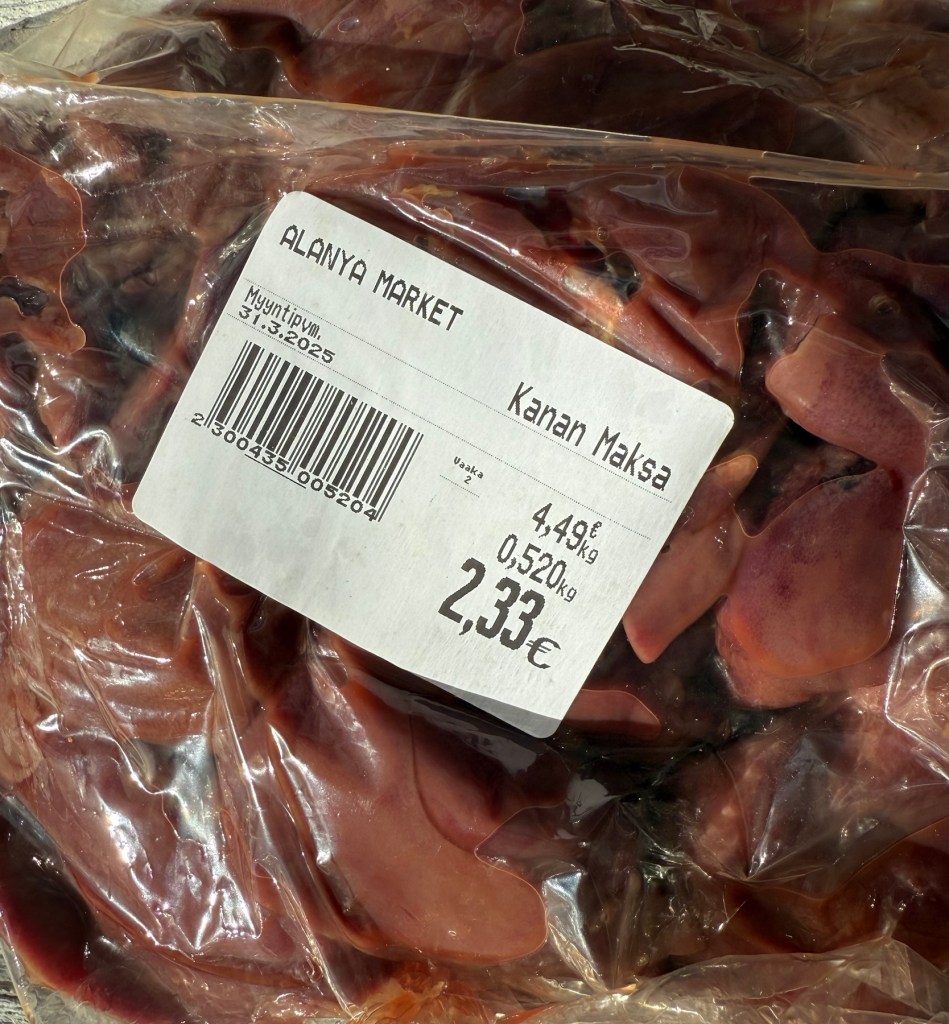 ALANYA MARKET
Myyntipvm.
31.3.2025
Kanan Maksa
2 300435 005204
Vaaka
2
4,49€/kg
0,520kg
2,33€